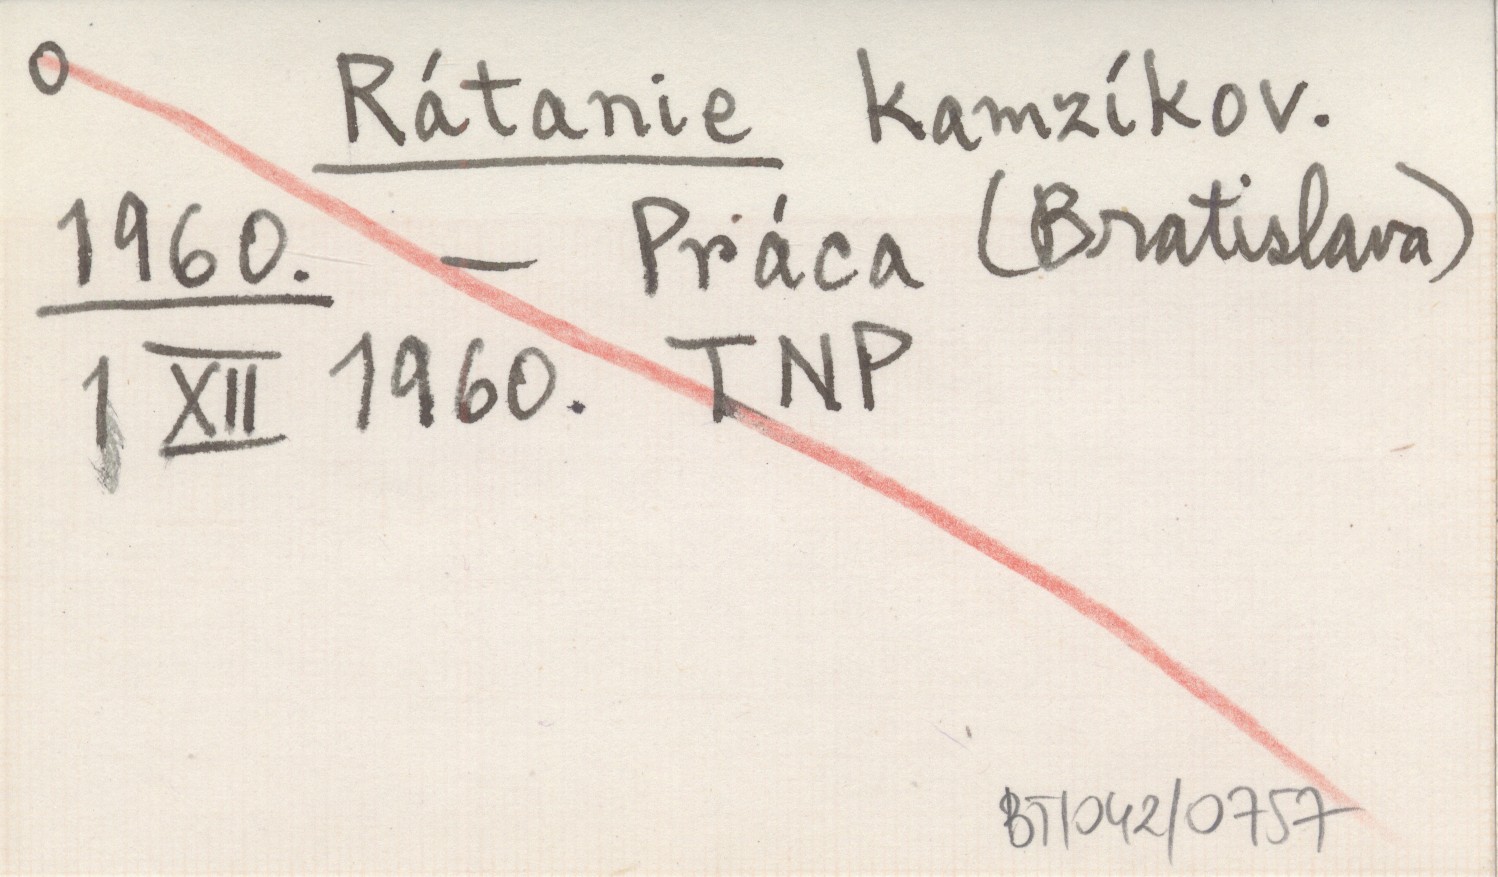 O Rátanie kamzíkov.
1960. — Práca (Bratislava)
1 XII 1960. TNP
BT/042/0757